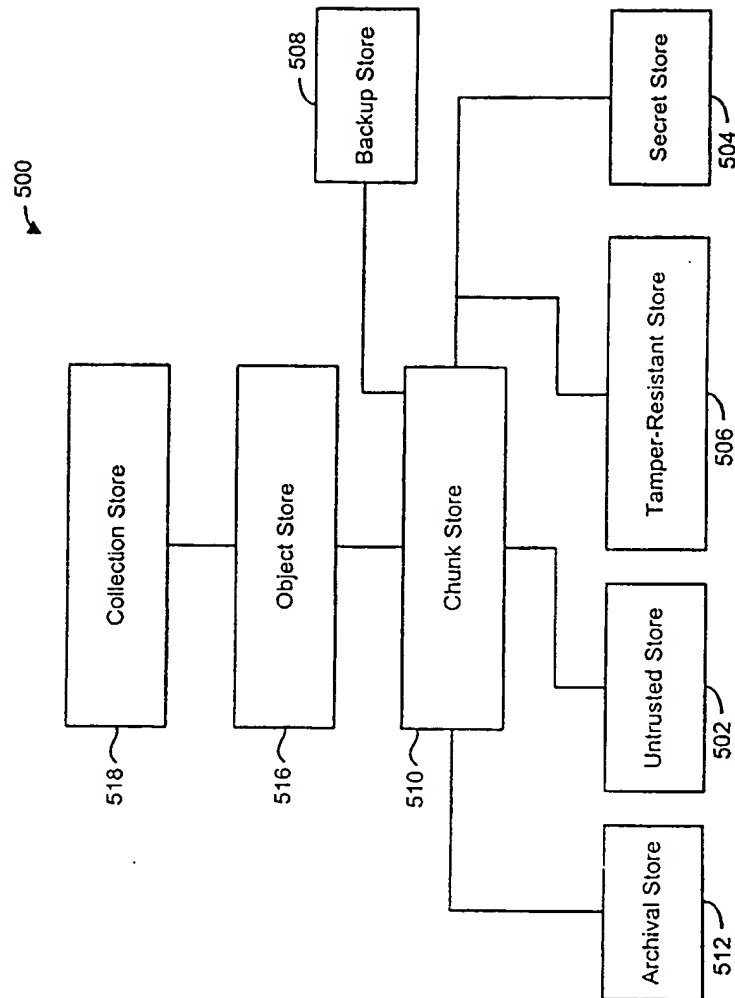 500
Collection Store
518
Object Store
516
Backup Store
508
Chunk Store
510
Archival Store
512
Untrusted Store
502
Tamper-Resistant Store
506
Secret Store
504